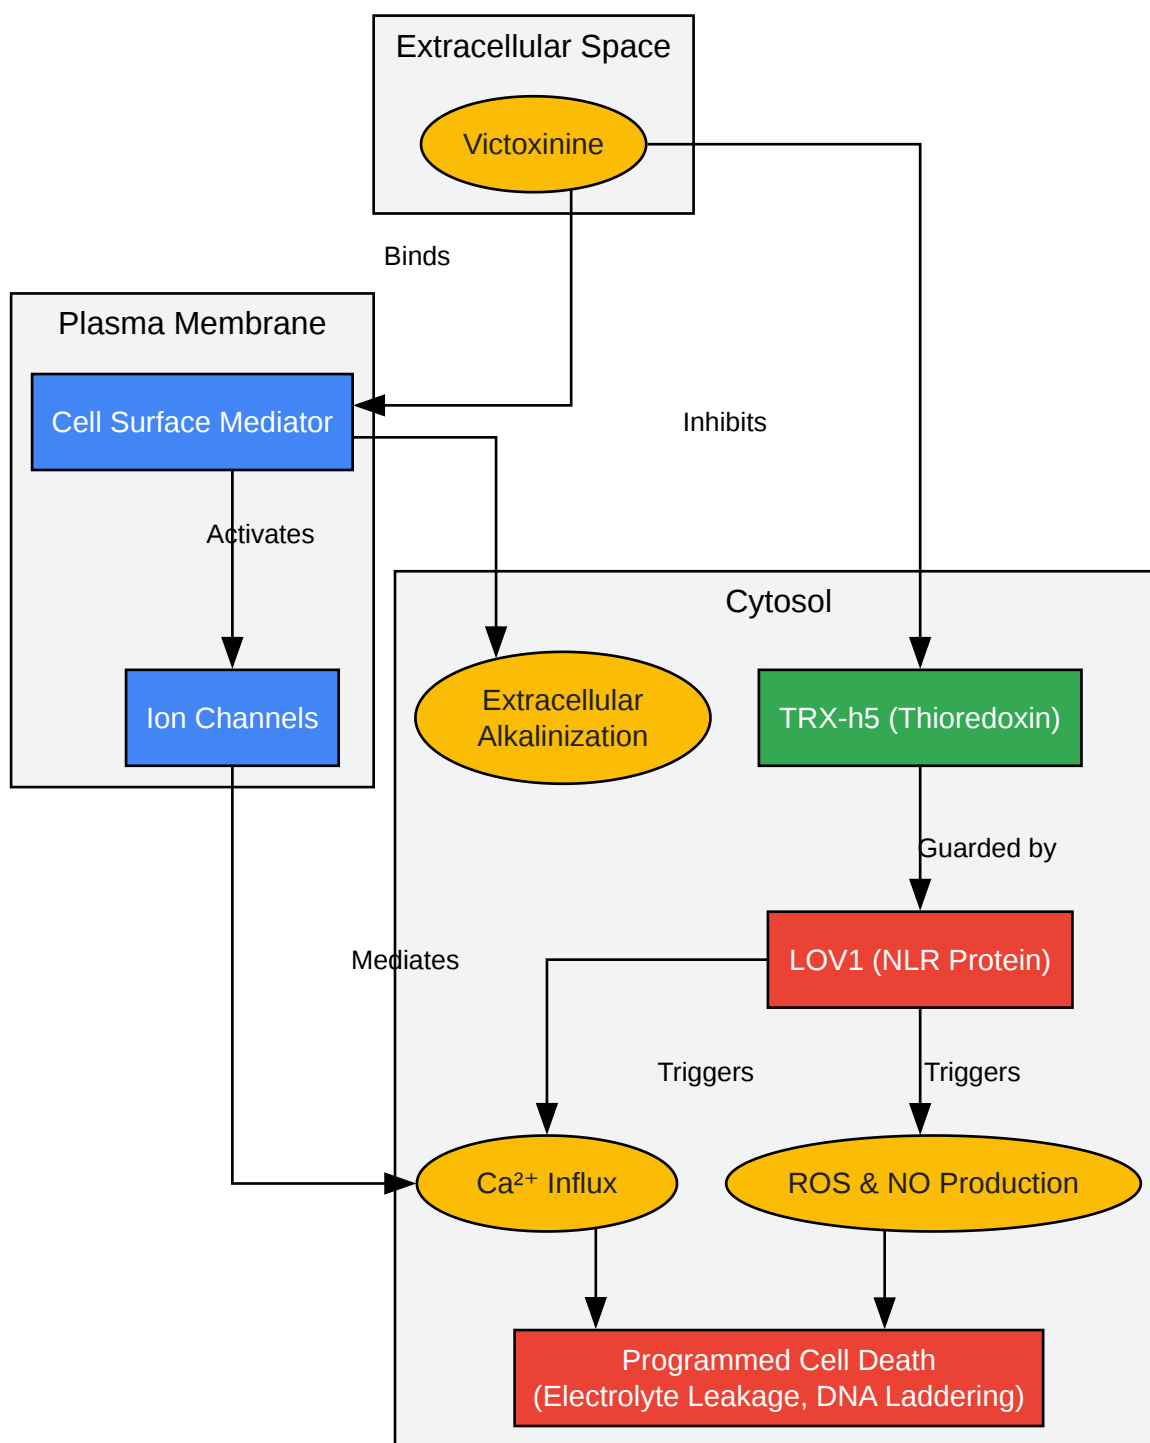 Extracellular Space
Victoxinine
Binds
Plasma Membrane
Cell Surface Mediator
Inhibits
Activates
Cytosol
Ion Channels
Extracellular
Alkalinization
TRX-h5 (Thioredoxin)
Guarded by
Mediates
LOV1 (NLR Protein)
Triggers
Triggers
Ca²⁺ Influx
ROS & NO Production
Programmed Cell Death
(Electrolyte Leakage, DNA Laddering)